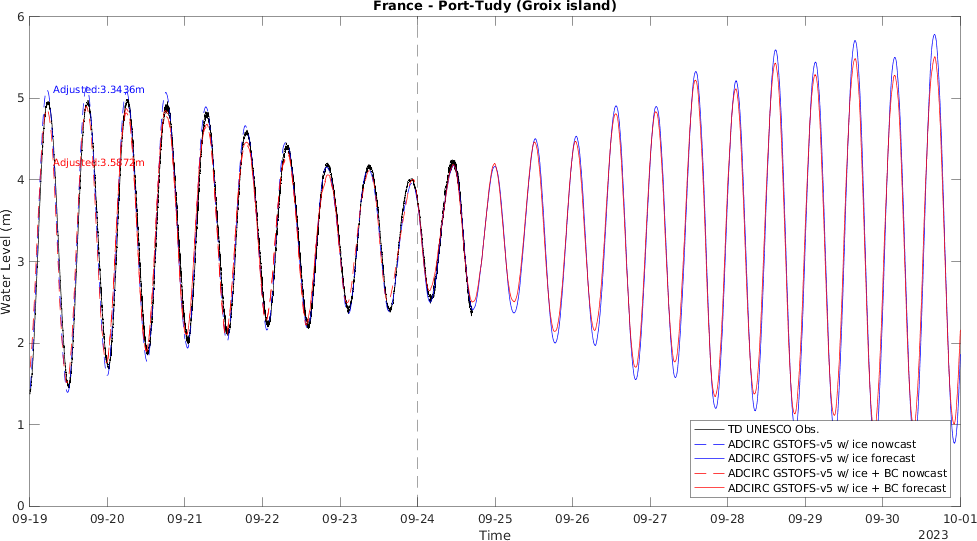 France - Port-Tudy (Groix island)
6
5
4
3
2
1
0
Water Level (m)
Adjusted:3.3436m
Adjusted:3.5872m
TD UNESCO Obs.
ADCIRC GSTOFS-v5 w/ ice nowcast
ADCIRC GSTOFS-v5 w/ ice forecast
ADCIRC GSTOFS-v5 w/ ice + BC nowcast
ADCIRC GSTOFS-v5 w/ ice + BC forecast
09-19 09-20 09-21 09-22 09-23 09-24 09-25 09-26 09-27 09-28 09-29 09-30 10-01
Time
2023